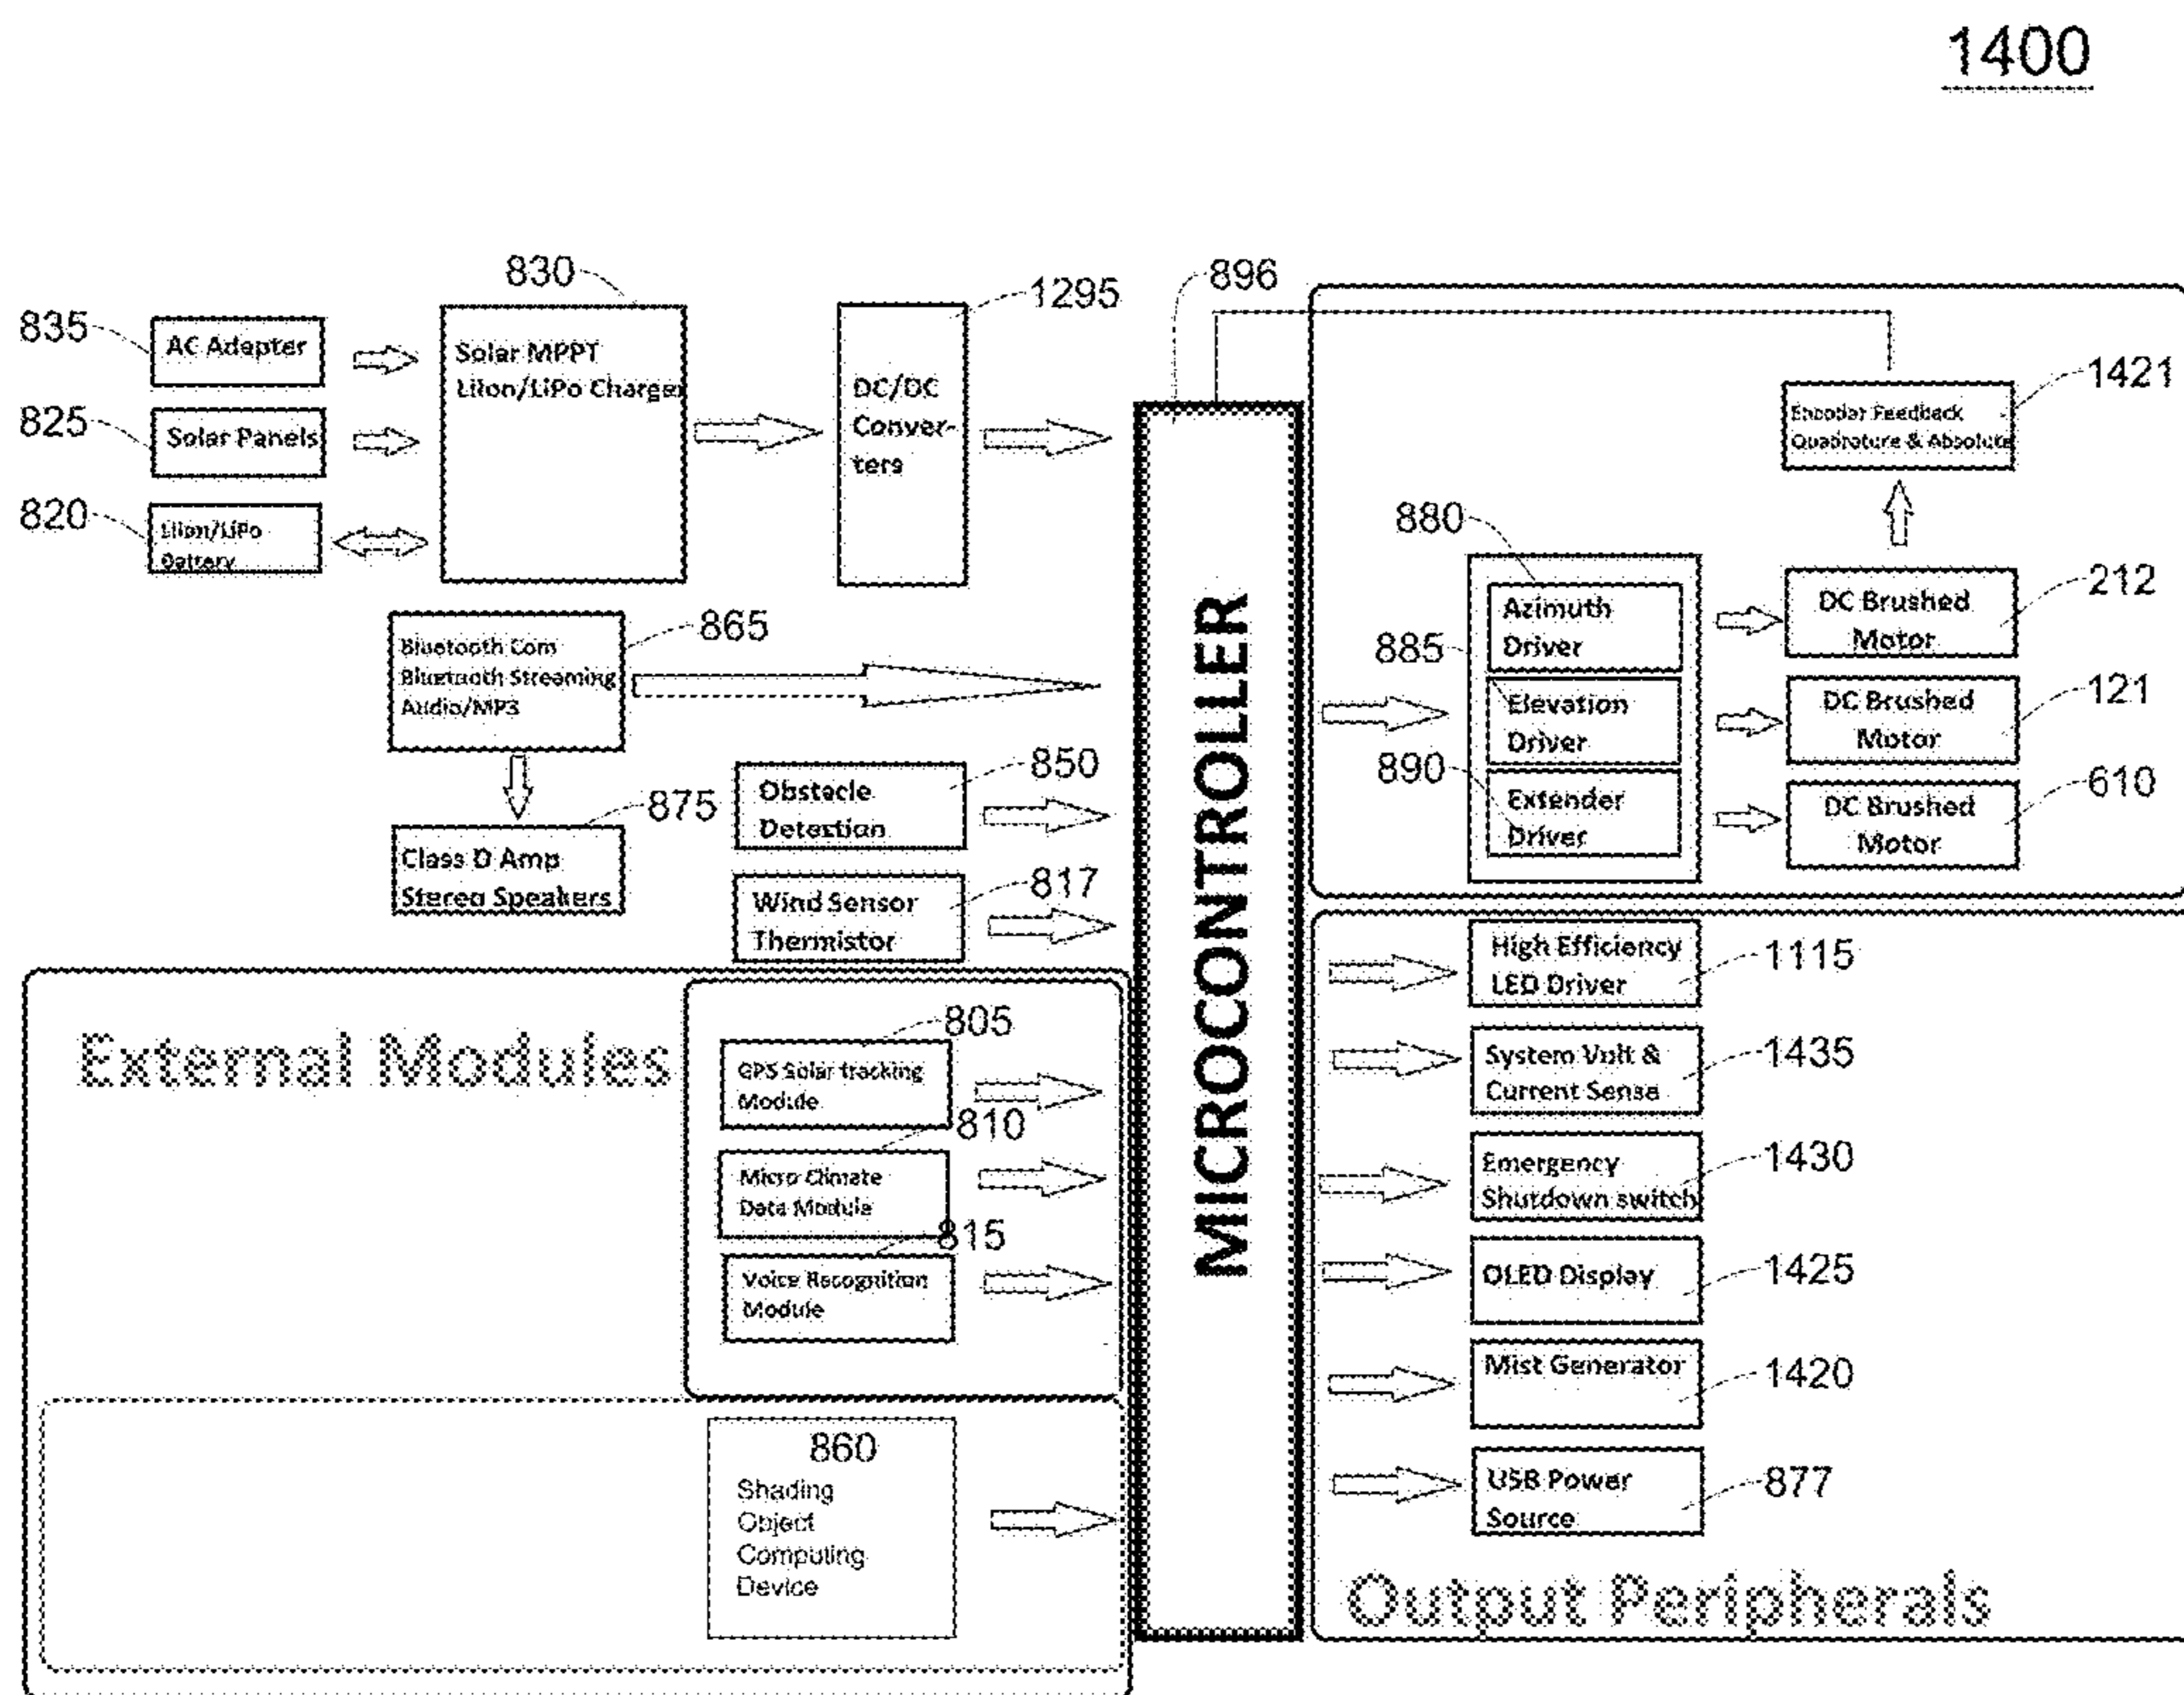 1400
830
1295
896
835
AC Adapter
Solar MPPT
LiIon/LiPo Charger
DC/DC
Conver-
ters
825
Solar Panels
820
LiIon/LiPo
Battery
1421
Encoder Feedback
Quadrature & Absolute
865
Bluetooth Com
Bluetooth Streaming
Audio/MP3
875
Class D Amp
Stereo Speakers
850
Obstacle
Detection
817
Wind Sensor
Thermistor
MICROCONTROLLER
880
Azimuth
Driver
885
Elevation
Driver
890
Extender
Driver
212
DC Brushed
Motor
121
DC Brushed
Motor
610
DC Brushed
Motor
External Modules
805
GPS Solar tracking
Module
810
Micro Climate
Data Module
815
Voice Recognition
Module
860
Shading
Object
Computing
Device
High Efficiency
LED Driver
1115
System Volt &
Current Sense
1435
Emergency
Shutdown switch
1430
OLED Display
1425
Mist Generator
1420
USB Power
Source
877
Output Peripherals